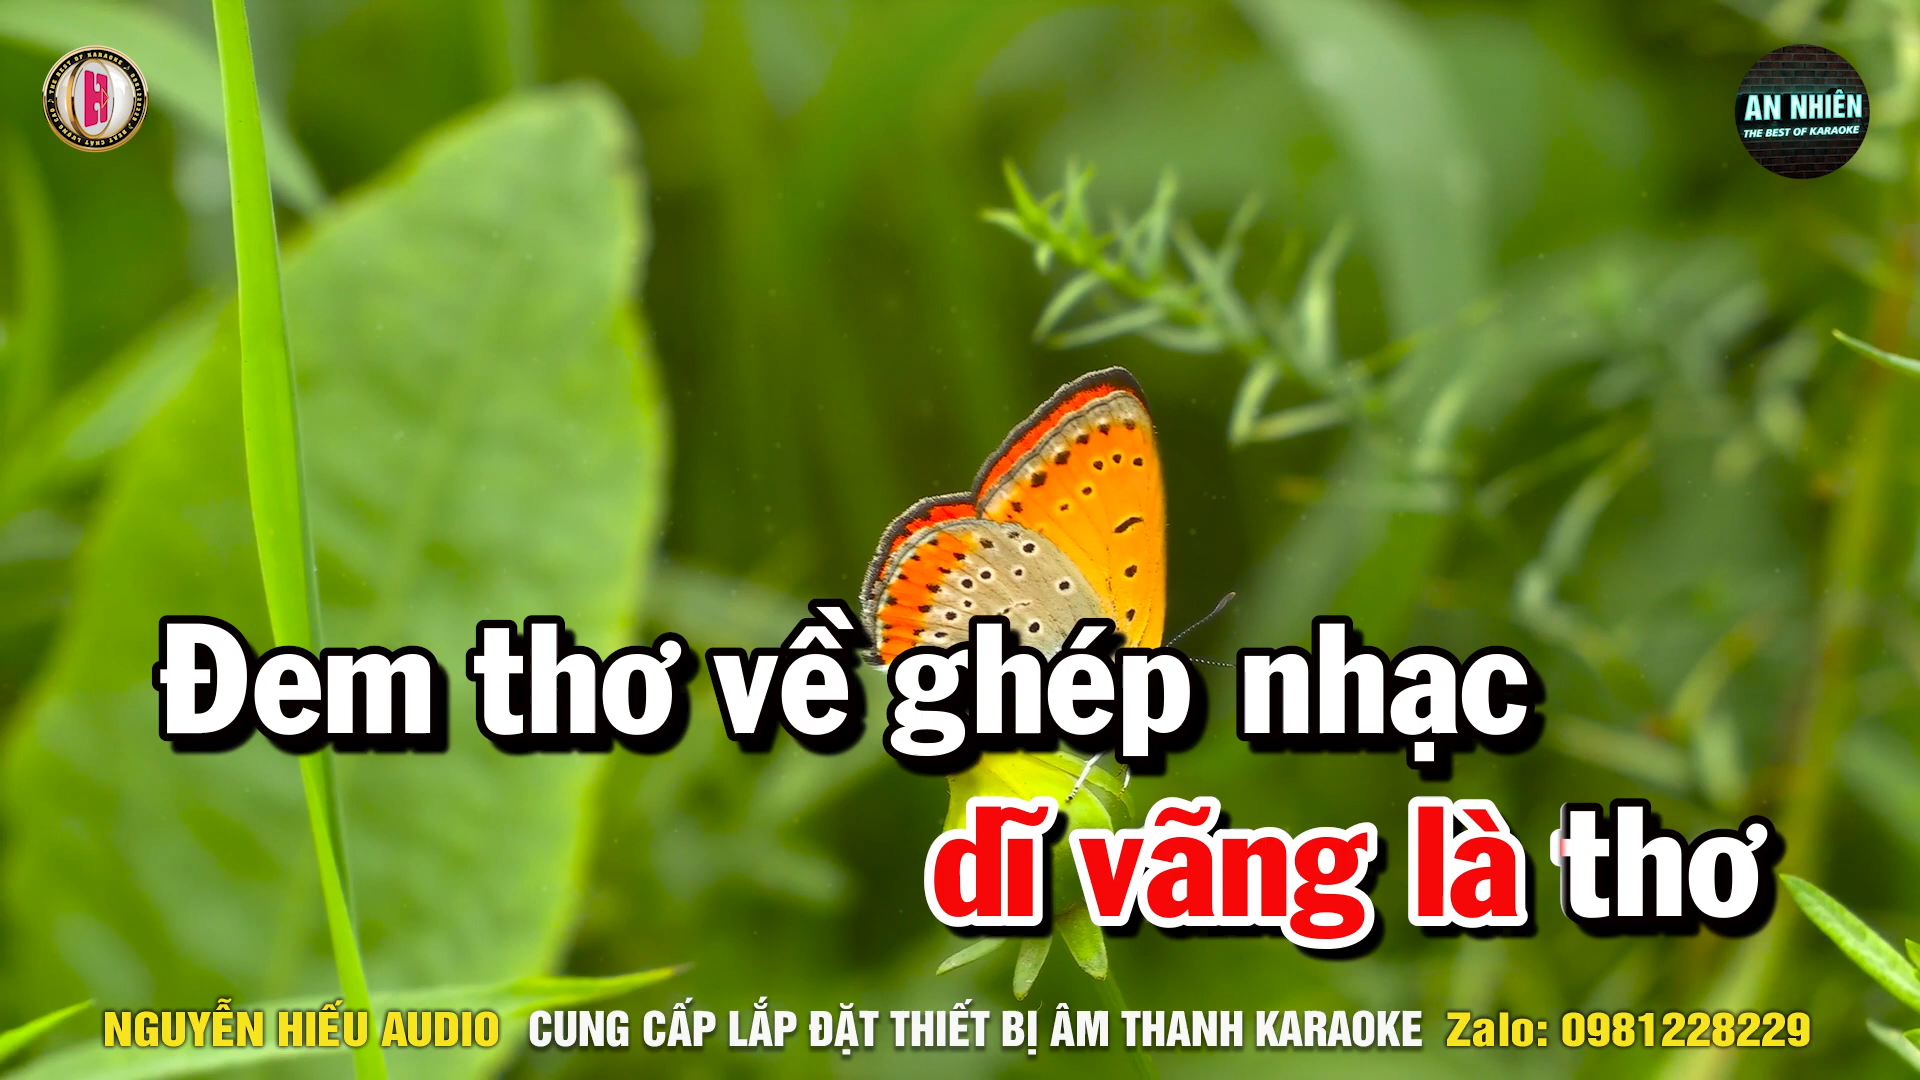 AN NHIÊN
THE BEST OF KARAOKE
Đem thơ về ghép nhạc
dĩ vãng là thơ
NGUYỄN HIẾU AUDIO CUNG CẤP LẮP ĐẶT THIẾT BỊ ÂM THANH KARAOKE Zalo: 0981228229